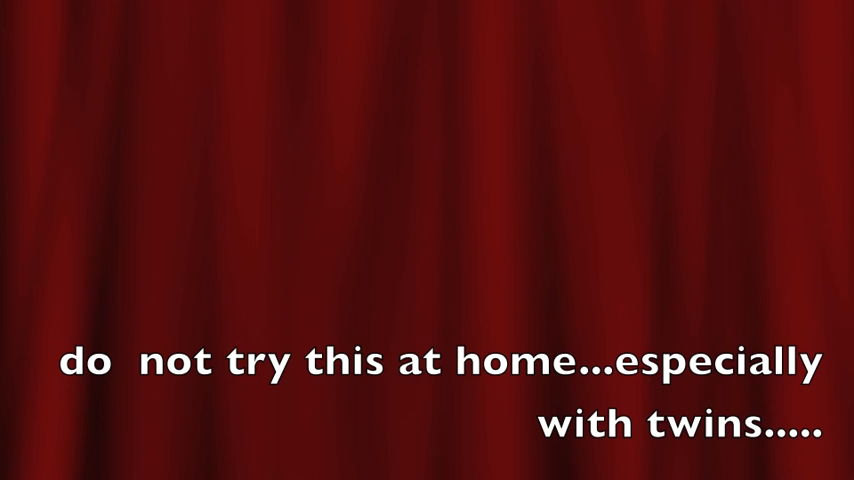 do  not try this at home...especially
with twins.....